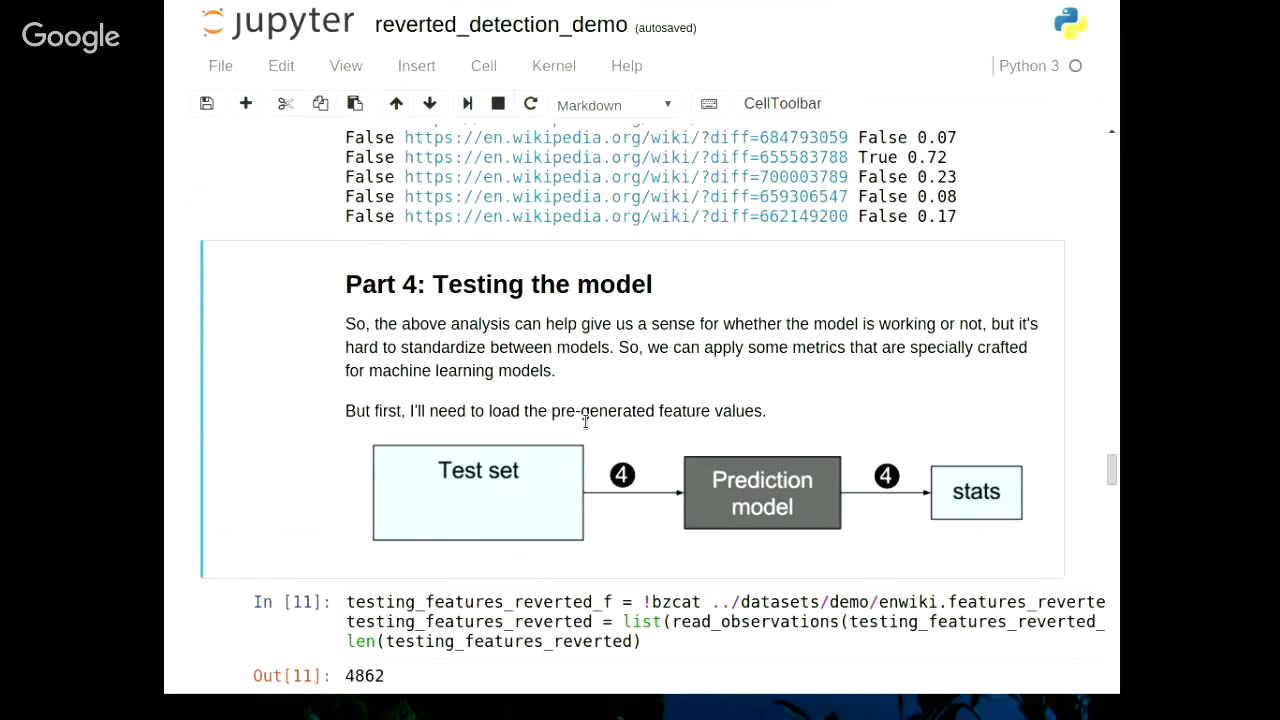 Google
jupyter reverted_detection_demo (autosaved)
File Edit View Insert Cell Kernel Help Python 3
Markdown CellToolbar
False https://en.wikipedia.org/wiki/?diff=684793059 False 0.07
False https://en.wikipedia.org/wiki/?diff=655583788 True 0.72
False https://en.wikipedia.org/wiki/?diff=700003789 False 0.23
False https://en.wikipedia.org/wiki/?diff=659306547 False 0.08
False https://en.wikipedia.org/wiki/?diff=662149200 False 0.17
Part 4: Testing the model
So, the above analysis can help give us a sense for whether the model is working or not, but it's
hard to standardize between models. So, we can apply some metrics that are specially crafted
for machine learning models.
But first, I'll need to load the pre-generated feature values.
Test set 4 Prediction model 4 stats
In [11]: testing_features_reverted_f = !bzcat ../datasets/demo/enwiki.features_reverte
testing_features_reverted = list(read_observations(testing_features_reverted_
len(testing_features_reverted)
Out[11]: 4862